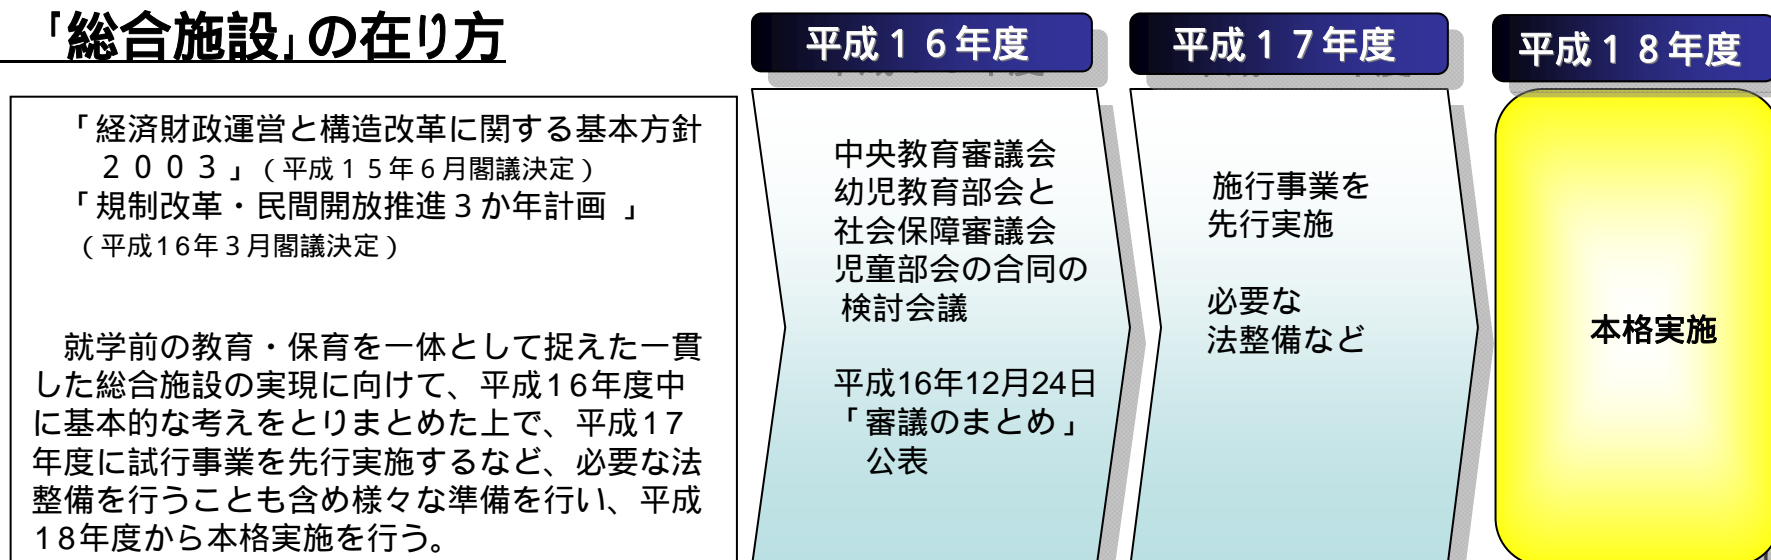 「総合施設」の在り方
「経済財政運営と構造改革に関する基本方針
２００３」（平成１５年６月閣議決定）
「規制改革・民間開放推進３か年計画 」
（平成16年３月閣議決定）
就学前の教育・保育を一体として捉えた一貫
した総合施設の実現に向けて、平成16年度中
に基本的な考えをとりまとめた上で、平成17
年度に試行事業を先行実施するなど、必要な法
整備を行うことも含め様々な準備を行い、平成
18年度から本格実施を行う。
平成１６年度
中央教育審議会
幼児教育部会と
社会保障審議会
児童部会の合同の
検討会議
平成16年12月24日
「審議のまとめ」
公表
平成１７年度
施行事業を
先行実施
必要な
法整備など
平成１８年度
本格実施